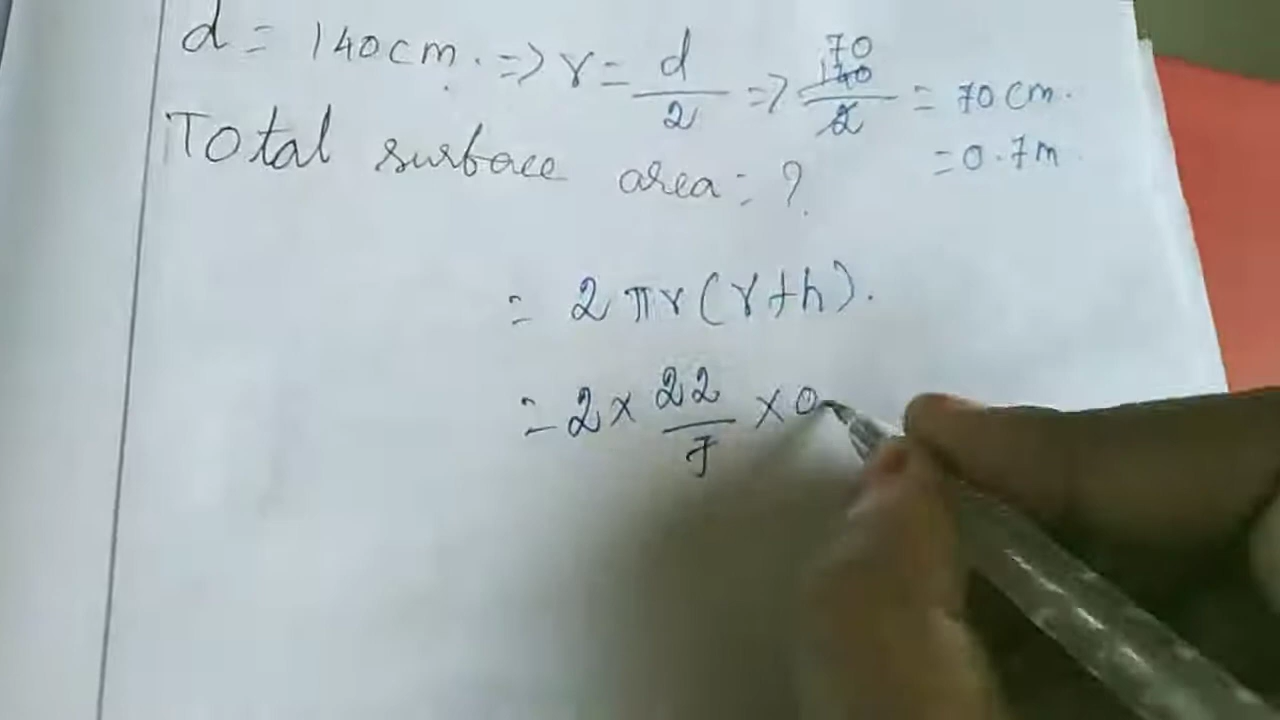 d = 140cm. => r = d/2 => 140/2 70 = 70 cm.
= 0.7m
Total surface area = ?
= 2πr(r+h).
= 2 × 22/7 × 0